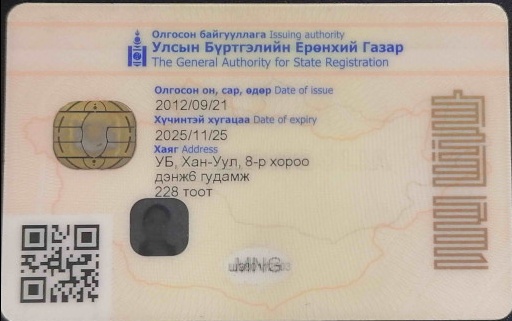 Олгосон байгууллага Issuing authority
Улсын Бүртгэлийн Ерөнхий Газар
The General Authority for State Registration
Олгосон он, сар, өдөр Date of issue
2012/09/21
Хүчинтэй хугацаа Date of expiry
2025/11/25
Хаяг Address
УБ, Хан-Уул, 8-р хороо
дэнж6 гудамж
228 тоот
MNG